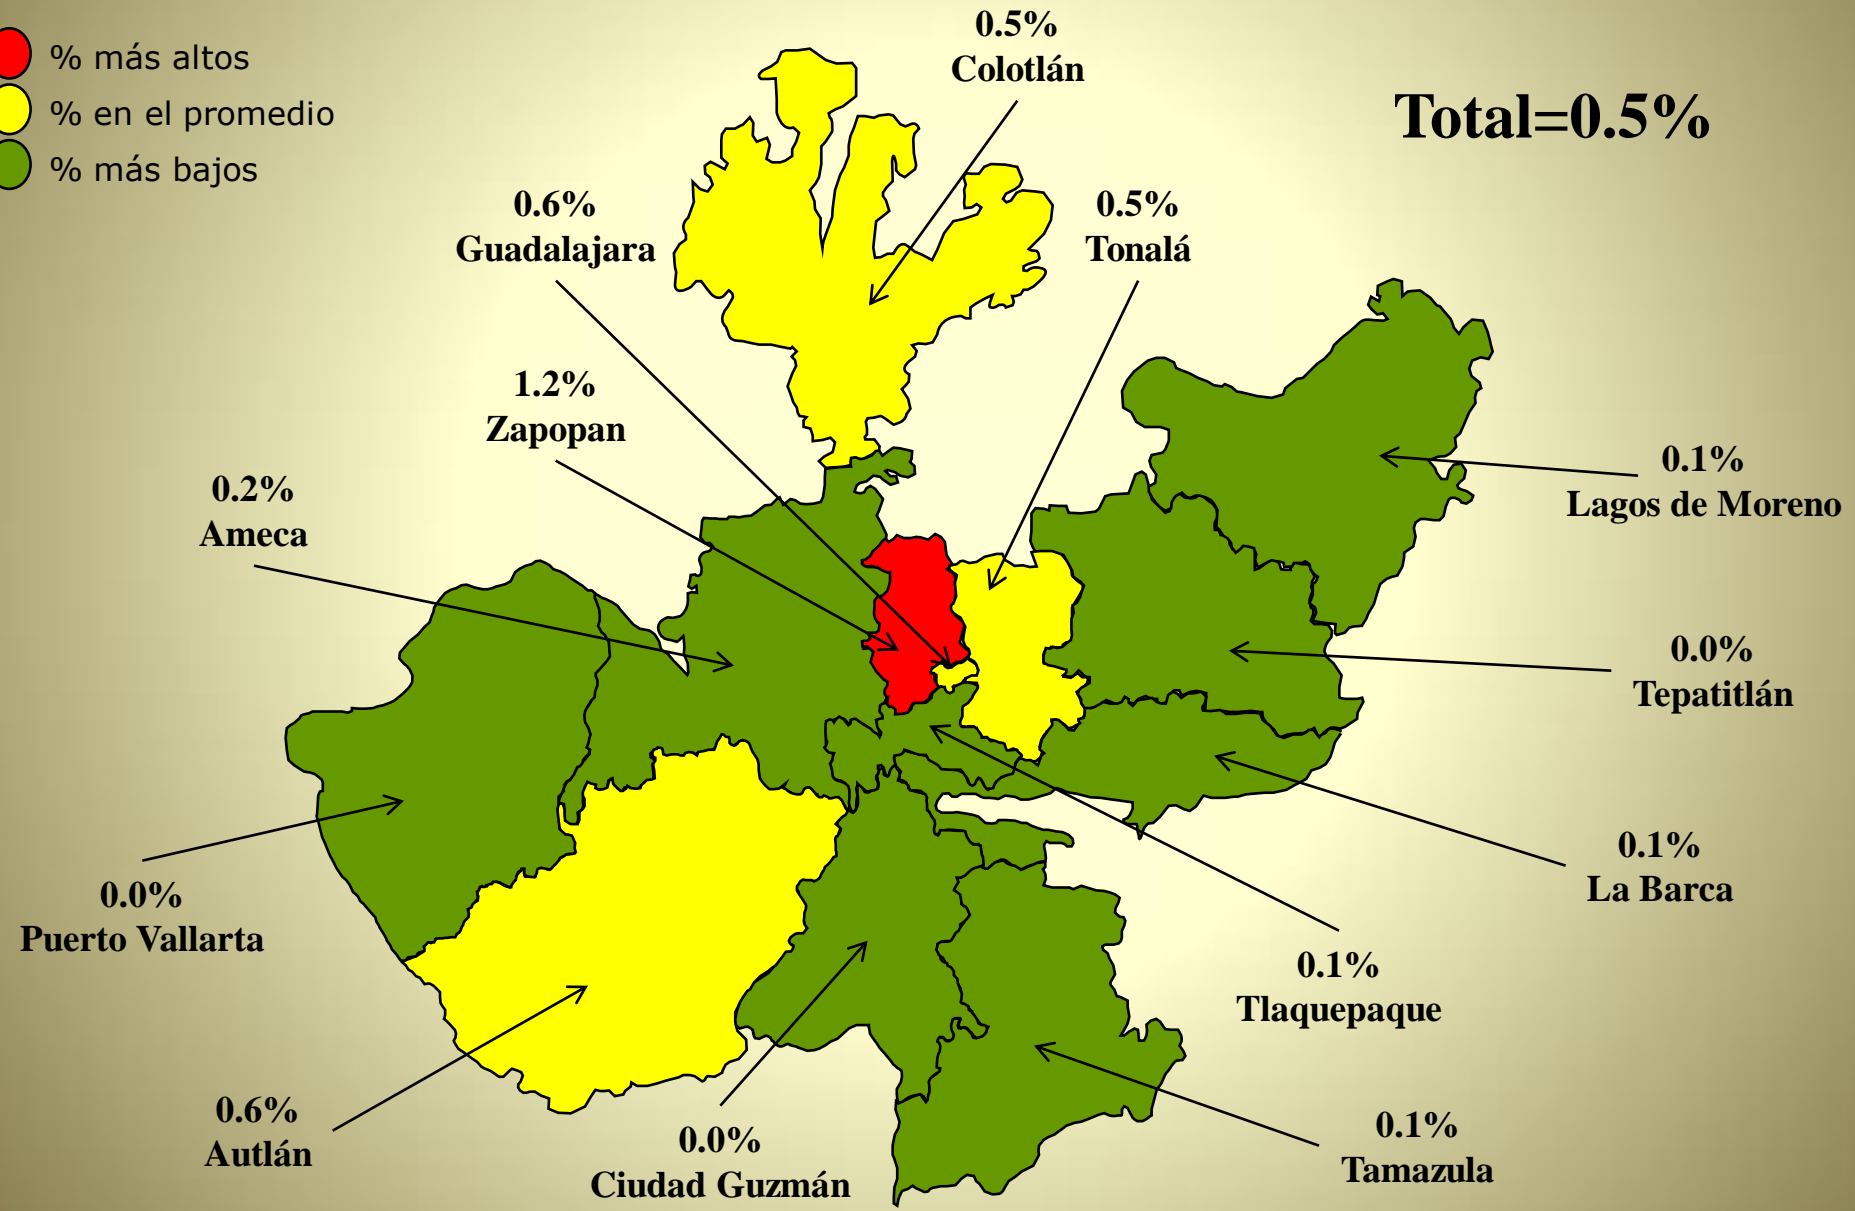 % más altos
% en el promedio
% más bajos
Total=0.5%
0.5%
Colotlán
0.6%
Guadalajara
0.5%
Tonalá
1.2%
Zapopan
0.2%
Ameca
0.1%
Lagos de Moreno
0.0%
Tepatitlán
0.1%
La Barca
0.0%
Puerto Vallarta
0.1%
Tlaquepaque
0.6%
Autlán
0.0%
Ciudad Guzmán
0.1%
Tamazula